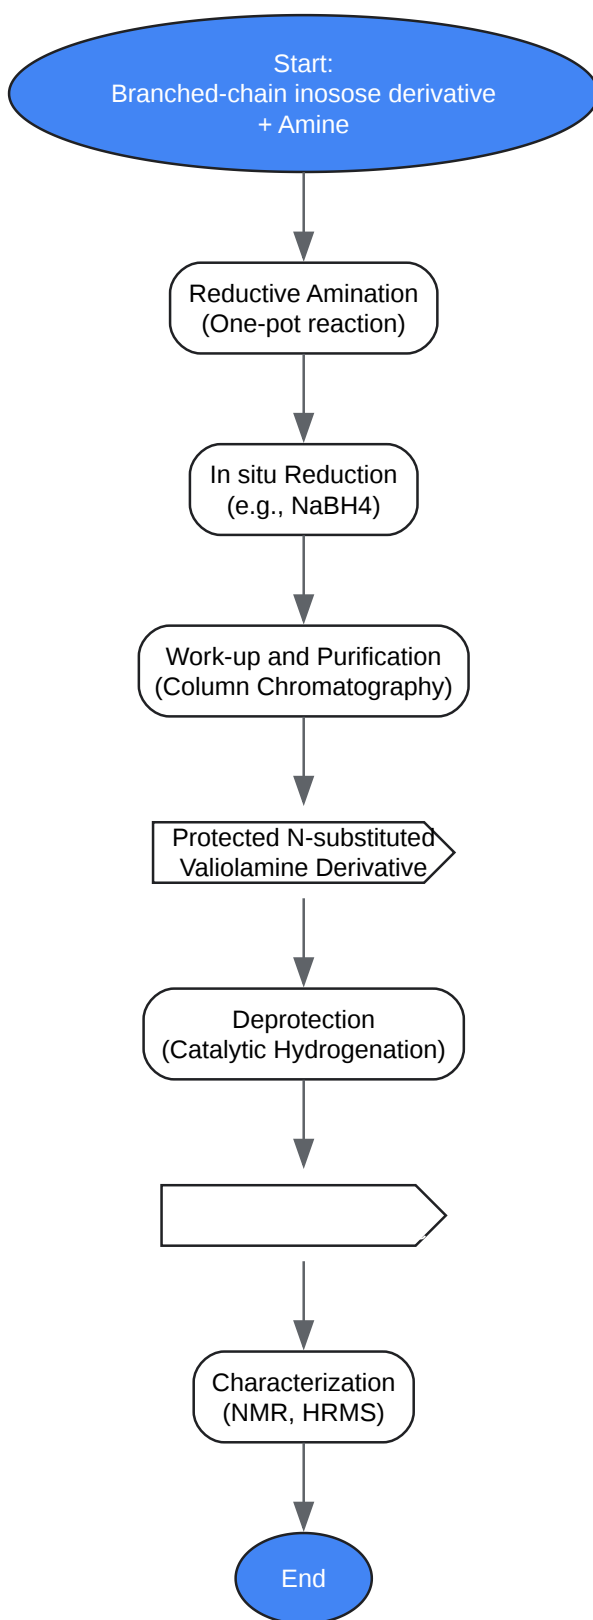 Start:
Branched-chain inosose derivative
+ Amine
Reductive Amination
(One-pot reaction)
In situ Reduction
(e.g., NaBH4)
Work-up and Purification
(Column Chromatography)
Protected N-substituted
Valiolamine Derivative
Deprotection
(Catalytic Hydrogenation)
Characterization
(NMR, HRMS)
End